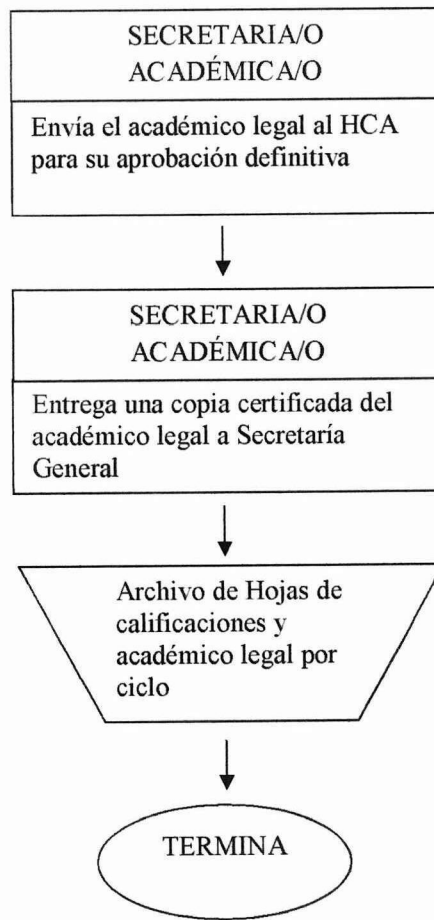 SECRETARIA/O
ACADÉMICA/O
Envía el académico legal al HCA
para su aprobación definitiva
SECRETARIA/O
ACADÉMICA/O
Entrega una copia certificada del
académico legal a Secretaría
General
Archivo de Hojas de
calificaciones y
académico legal por
ciclo
TERMINA